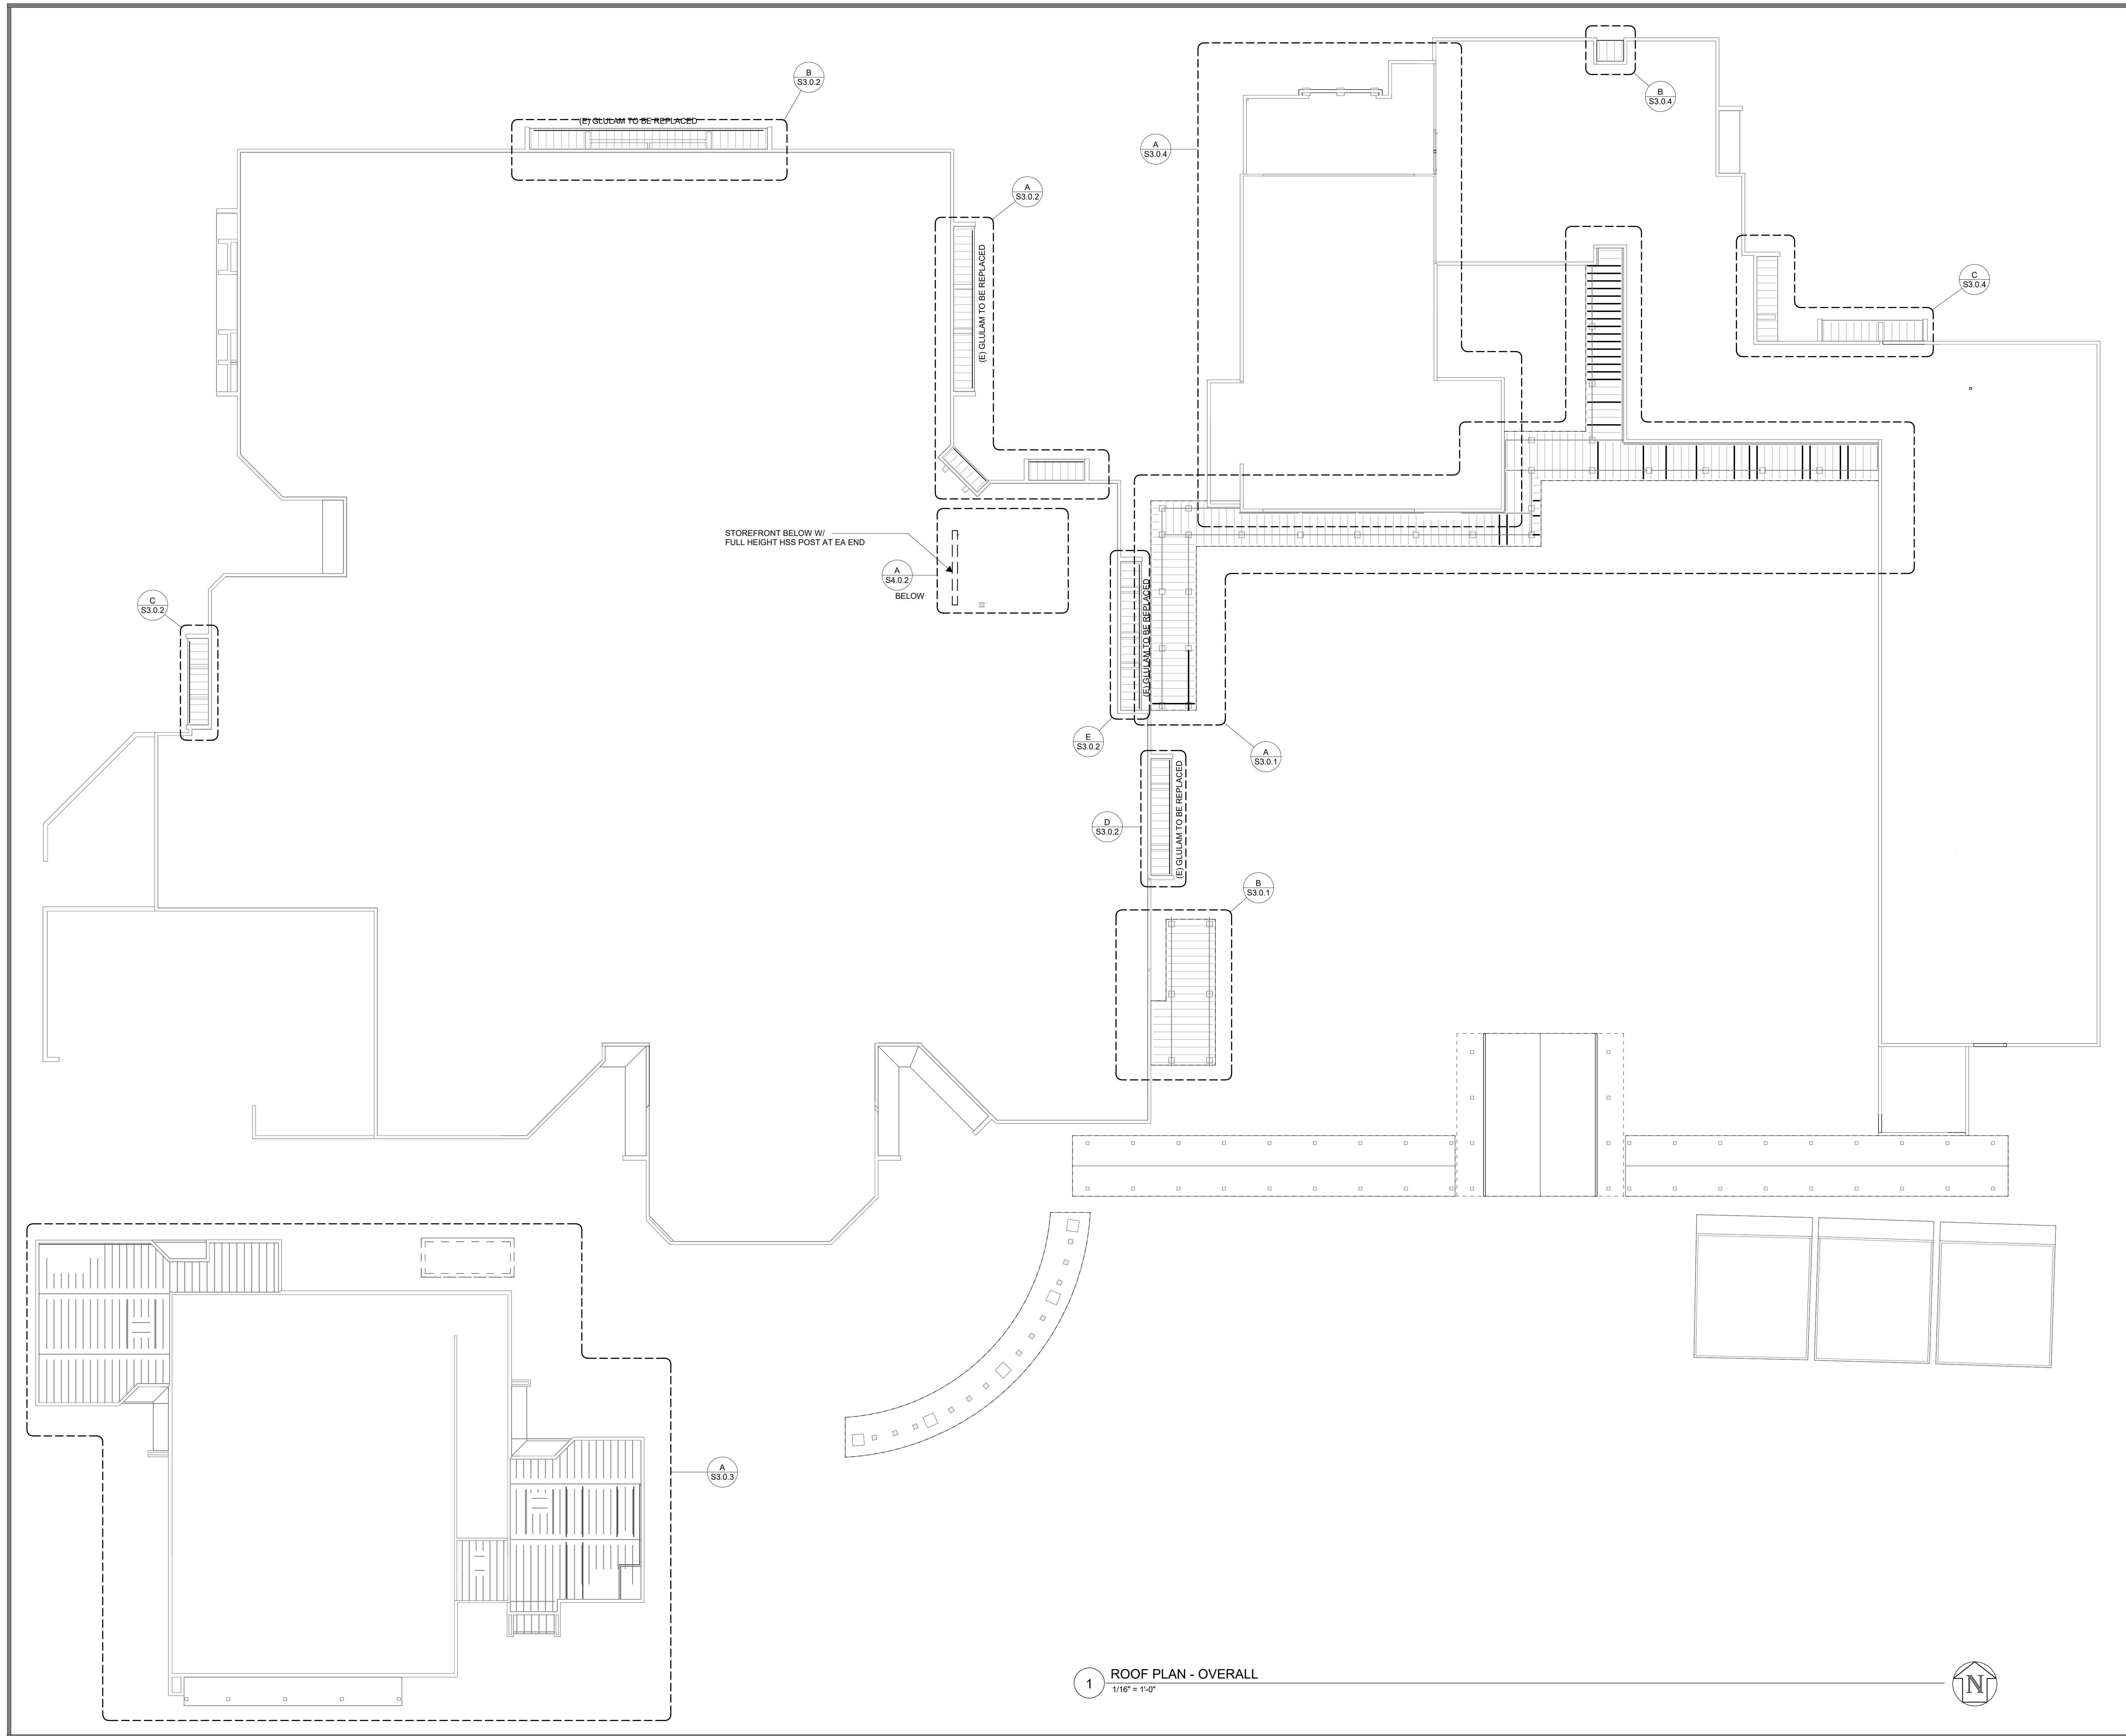 B
S3.0.2
(E) GLULAM TO BE REPLACED
B
S3.0.4
A
S3.0.4
A
S3.0.2
(E) GLULAM TO BE REPLACED
C
S3.0.4
STOREFRONT BELOW W/
FULL HEIGHT HSS POST AT EA END
A
S4.0.2
BELOW
C
S3.0.2
(E) GLULAM TO BE REPLACED
E
S3.0.2
A
S3.0.1
(E) GLULAM TO BE REPLACED
D
S3.0.2
B
S3.0.1
A
S3.0.3
1
ROOF PLAN - OVERALL
1/16" = 1'-0"
N